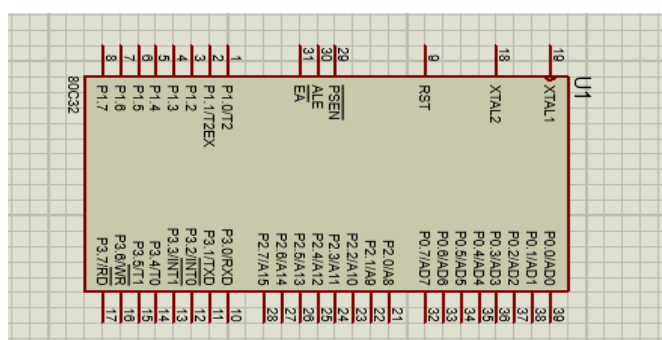 U1
19 XTAL1 P0.0/AD0 39
P0.1/AD1 38
P0.2/AD2 37
18 XTAL2 P0.3/AD3 36
P0.4/AD4 35
P0.5/AD5 34
P0.6/AD6 33
9 RST P0.7/AD7 32
P2.0/A8 21
P2.1/A9 22
P2.2/A10 23
29 PSEN P2.3/A11 24
30 ALE P2.4/A12 25
31 EA P2.5/A13 26
P2.6/A14 27
P2.7/A15 28
1 P1.0/T2 P3.0/RXD 10
2 P1.1/T2EX P3.1/TXD 11
3 P1.2 P3.2/INT0 12
4 P1.3 P3.3/INT1 13
5 P1.4 P3.4/T0 14
6 P1.5 P3.5/T1 15
7 P1.6 P3.6/WR 16
8 P1.7 P3.7/RD 17
80C32